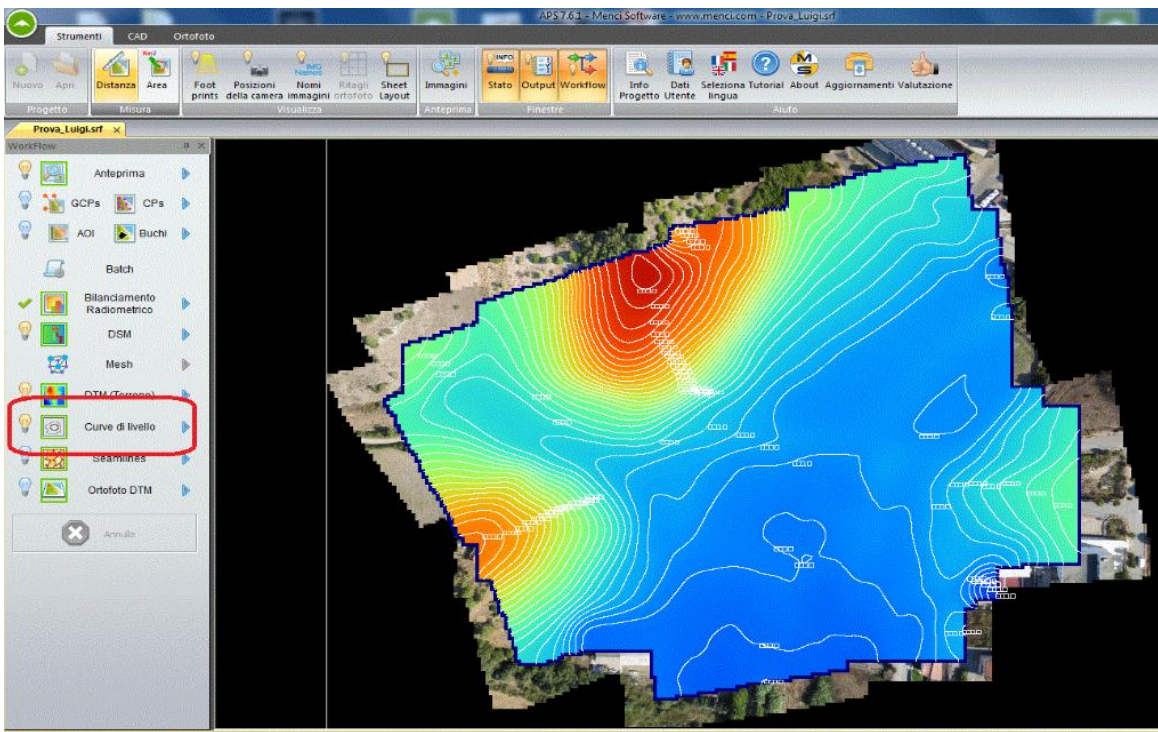 APS 7.6.1 - Menci Software - www.menci.com - Prova_Luigi.srf
Strumenti CAD Ortofoto
Nuovo Apri Distanza Area Foot prints Posizioni della camera Nomi immagini Ritagli ortofoto Sheet Layout Immagini Stato Output Workflow Info Progetto Dati Utente Seleziona lingua Tutorial About Aggiornamenti Valutazione
Progetto Misura Visualizza Anteprima Finestre Aiuto
Prova_Luigi.srf
WorkFlow
Anteprima
GCPs CPs
AOI Buchi
Batch
Bilanciamento
Radiometrico
DSM
Mesh
DTM (Terreno)
Curve di livello
Seamlines
Ortofoto DTM
Annulla